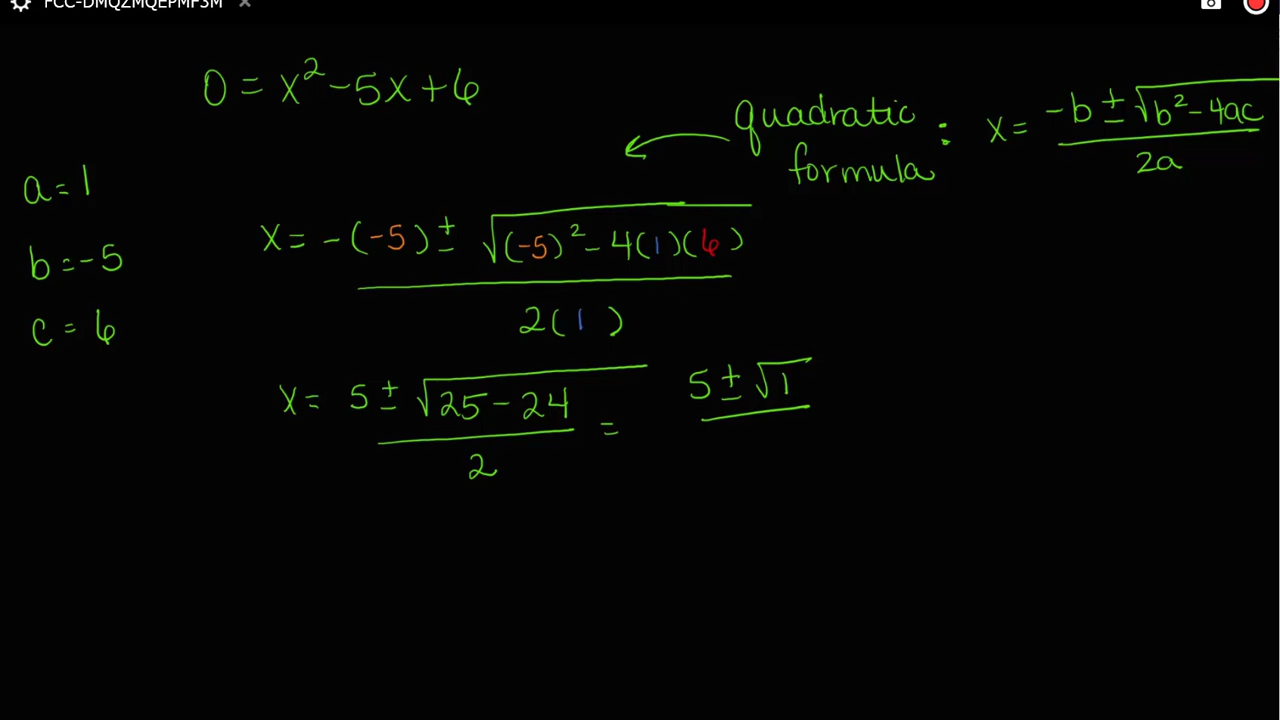 FCC-DMQZMQEPMFSM ×
0 = x² - 5x + 6
quadratic formula : x = -b ± √b² - 4ac / 2a
a = 1
b = -5
c = 6
x = -(-5) ± √(-5)² - 4(1)(6) / 2(1)
x = 5 ± √25 - 24 / 2 = 5 ± √1